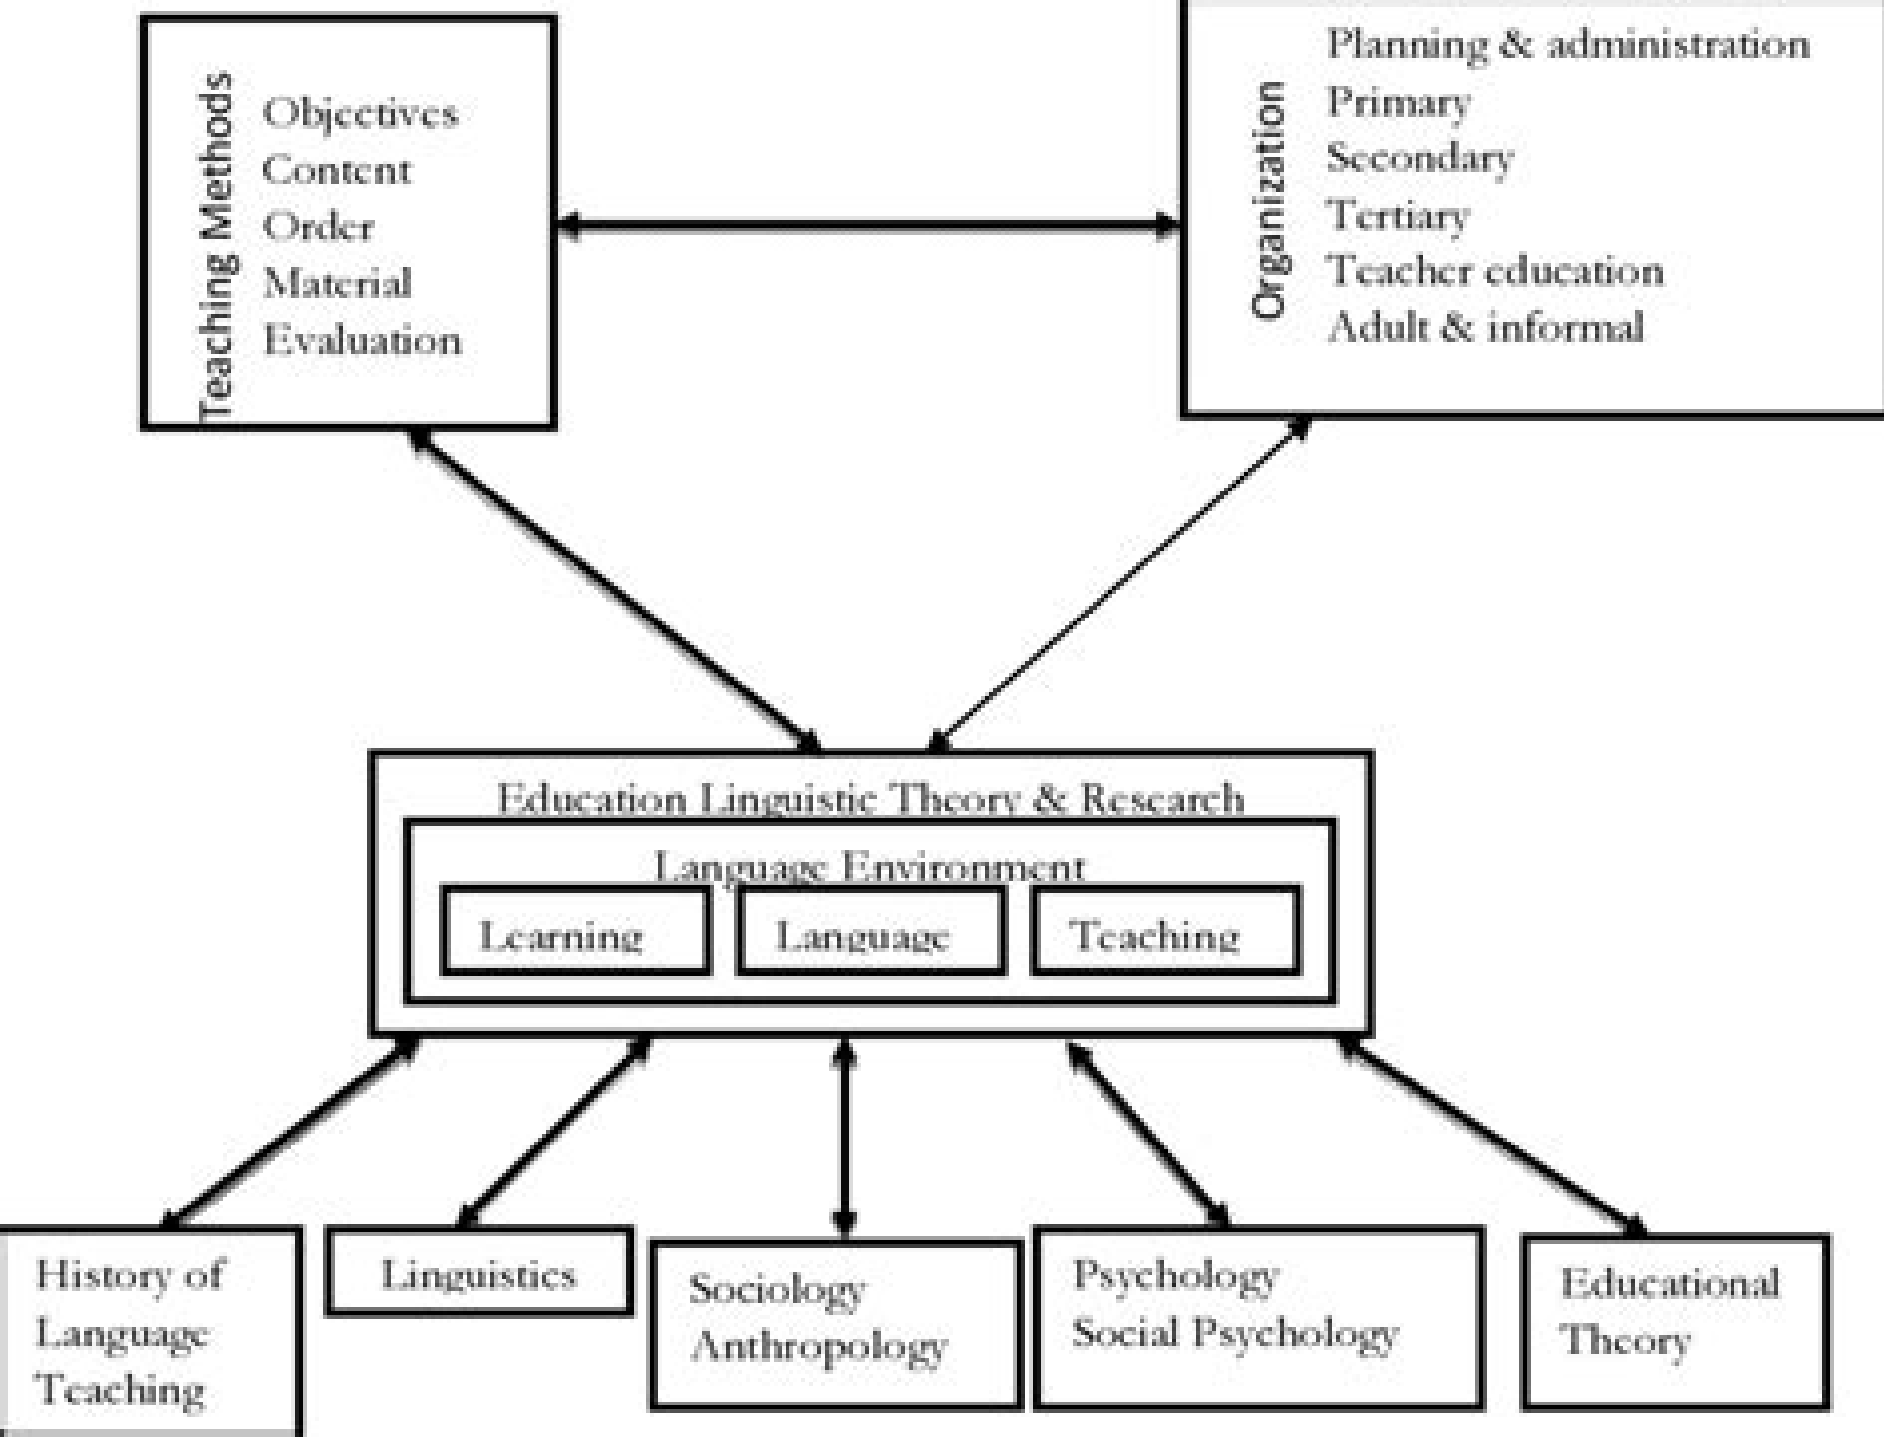 Teaching Methods
Objectives
Content
Order
Material
Evaluation
Organization
Planning & administration
Primary
Secondary
Tertiary
Teacher education
Adult & informal
Education Linguistic Theory & Research
Language Environment
Learning
Language
Teaching
History of
Language
Teaching
Linguistics
Sociology
Anthropology
Psychology
Social Psychology
Educational
Theory